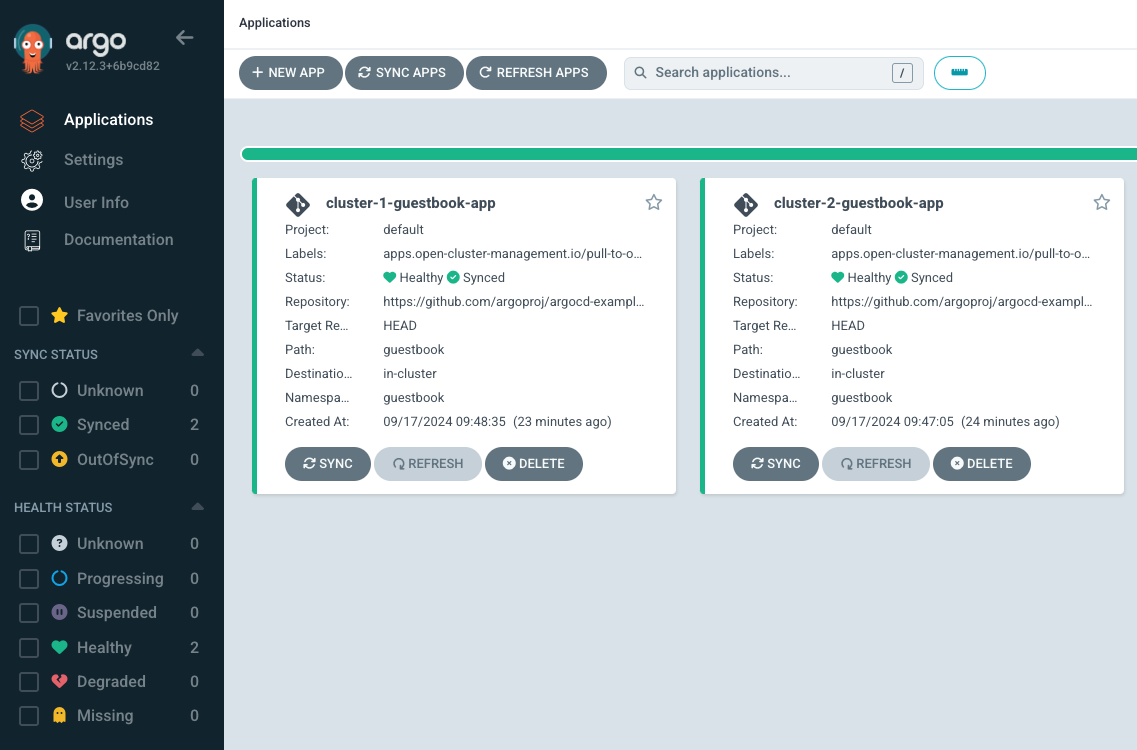 argo
v2.12.3+6b9cd82
Applications
Settings
User Info
Documentation
Favorites Only
SYNC STATUS
Unknown 0
Synced 2
OutOfSync 0
HEALTH STATUS
Unknown 0
Progressing 0
Suspended 0
Healthy 2
Degraded 0
Missing 0
Applications
NEW APP SYNC APPS REFRESH APPS Search applications... /
cluster-1-guestbook-app
Project: default
Labels: apps.open-cluster-management.io/pull-to-o...
Status: Healthy Synced
Repository: https://github.com/argoproj/argocd-exampl...
Target Re... HEAD
Path: guestbook
Destinatio... in-cluster
Namespa... guestbook
Created At: 09/17/2024 09:48:35 (23 minutes ago)
SYNC REFRESH DELETE
cluster-2-guestbook-app
Project: default
Labels: apps.open-cluster-management.io/pull-to-o...
Status: Healthy Synced
Repository: https://github.com/argoproj/argocd-exampl...
Target Re... HEAD
Path: guestbook
Destinatio... in-cluster
Namespa... guestbook
Created At: 09/17/2024 09:47:05 (24 minutes ago)
SYNC REFRESH DELETE